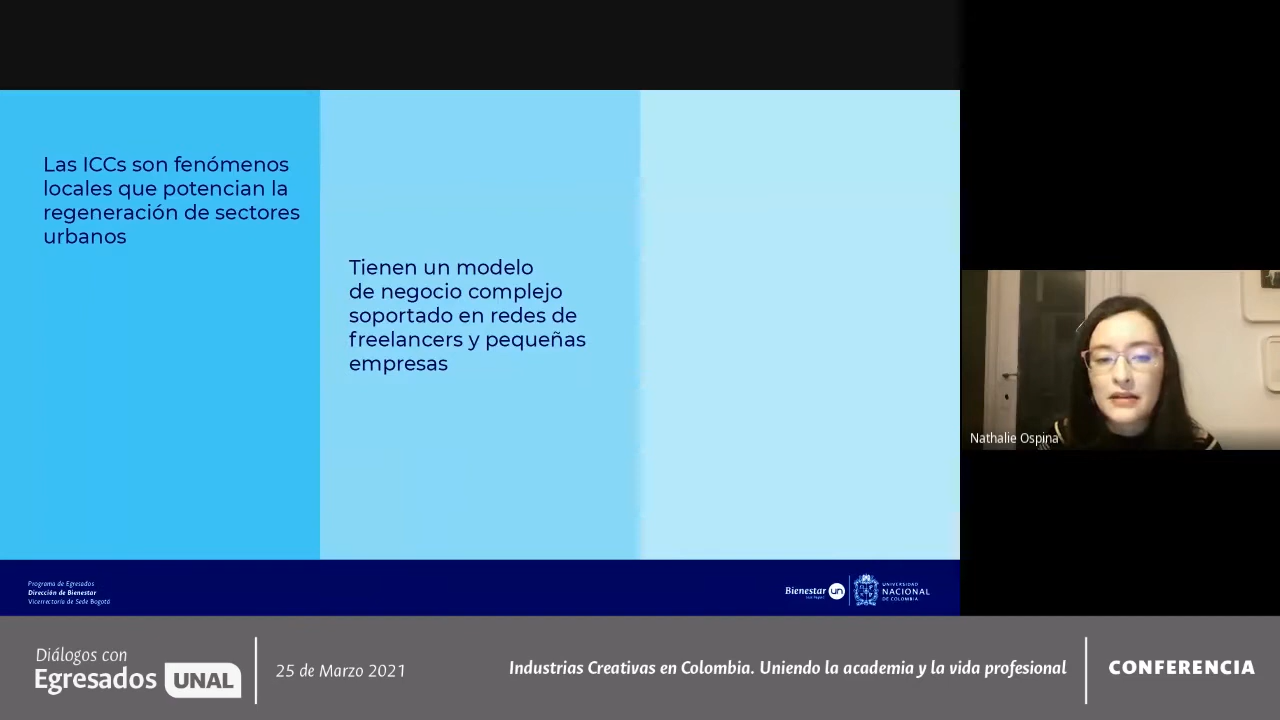 Las ICCs son fenómenos
locales que potencian la
regeneración de sectores
urbanos
Tienen un modelo
de negocio complejo
soportado en redes de
freelancers y pequeñas
empresas
Nathalie Ospina
Programa de Egresados
Dirección de Bienestar
Vicerrectoría de Sede Bogotá
Bienestar un
UNIVERSIDAD
NACIONAL
DE COLOMBIA
Diálogos con
Egresados UNAL
25 de Marzo 2021
Industrias Creativas en Colombia. Uniendo la academia y la vida profesional
CONFERENCIA